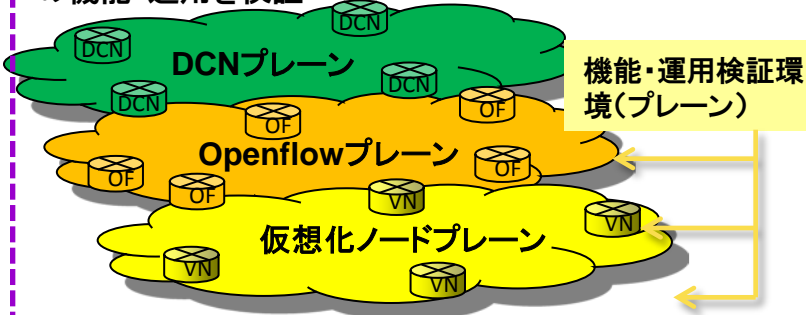 DCN
DCN
DCNプレーン
機能・運用検証環
境(プレーン)
DCN
DCN
OF
OF
Openflowプレーン
OF
OF
OF
VN
VN
仮想化ノードプレーン
VN
VN